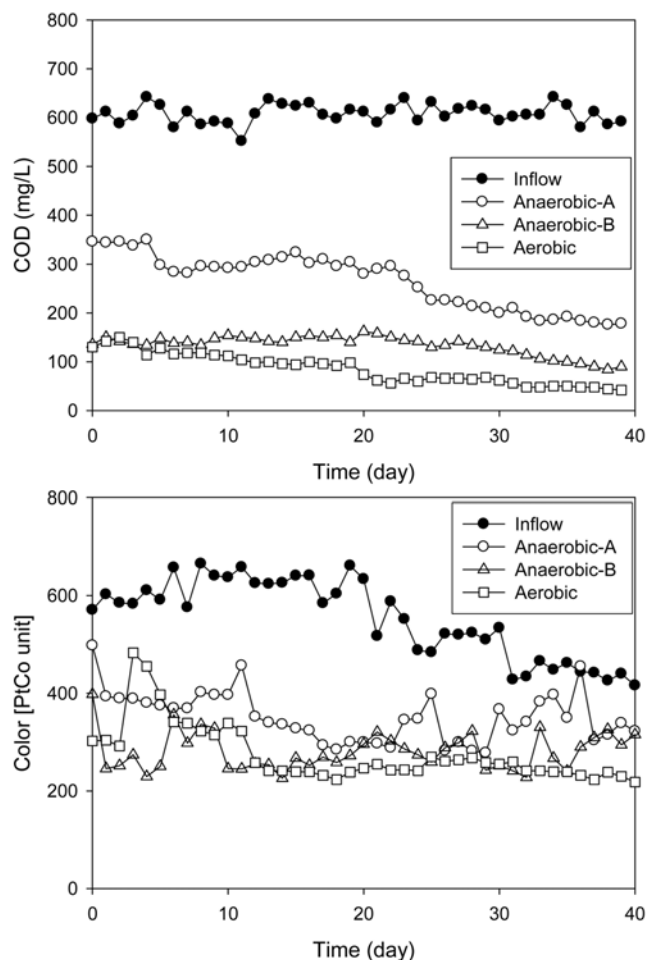 800
700
600
500
400
300
200
100
0
COD (mg/L)
Inflow
Anaerobic-A
Anaerobic-B
Aerobic
0 10 20 30 40
Time (day)
800
600
400
200
0
Color [PtCo unit]
Inflow
Anaerobic-A
Anaerobic-B
Aerobic
0 10 20 30 40
Time (day)